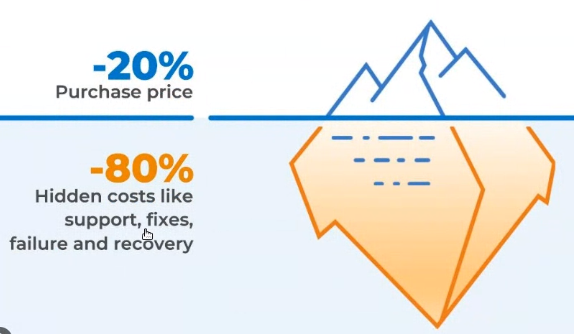 -20%
Purchase price
-80%
Hidden costs like
support, fixes,
failure and recovery